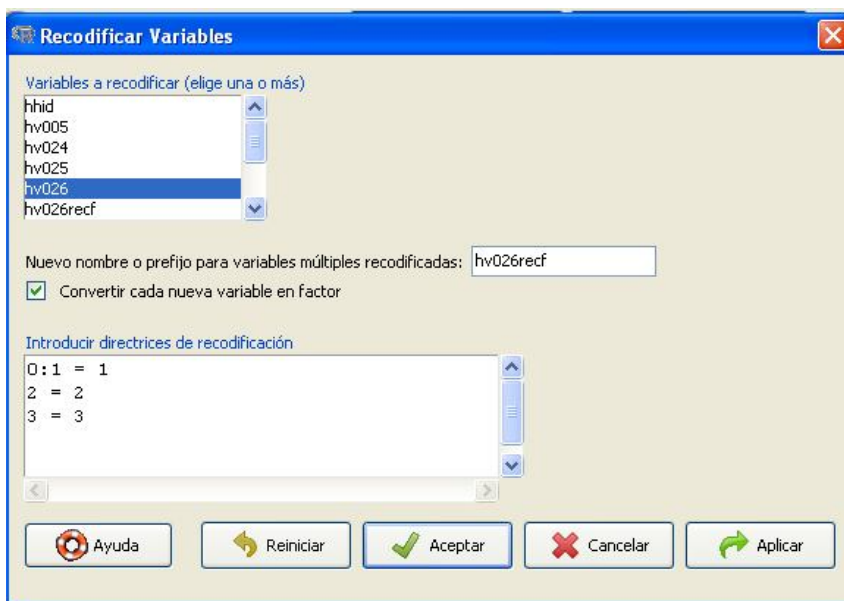 Recodificar Variables
Variables a recodificar (elige una o más)
hhid
hv005
hv024
hv025
hv026
hv026recf
Nuevo nombre o prefijo para variables múltiples recodificadas: hv026recf
Convertir cada nueva variable en factor
Introducir directrices de recodificación
0:1 = 1
2 = 2
3 = 3
Ayuda Reiniciar Aceptar Cancelar Aplicar